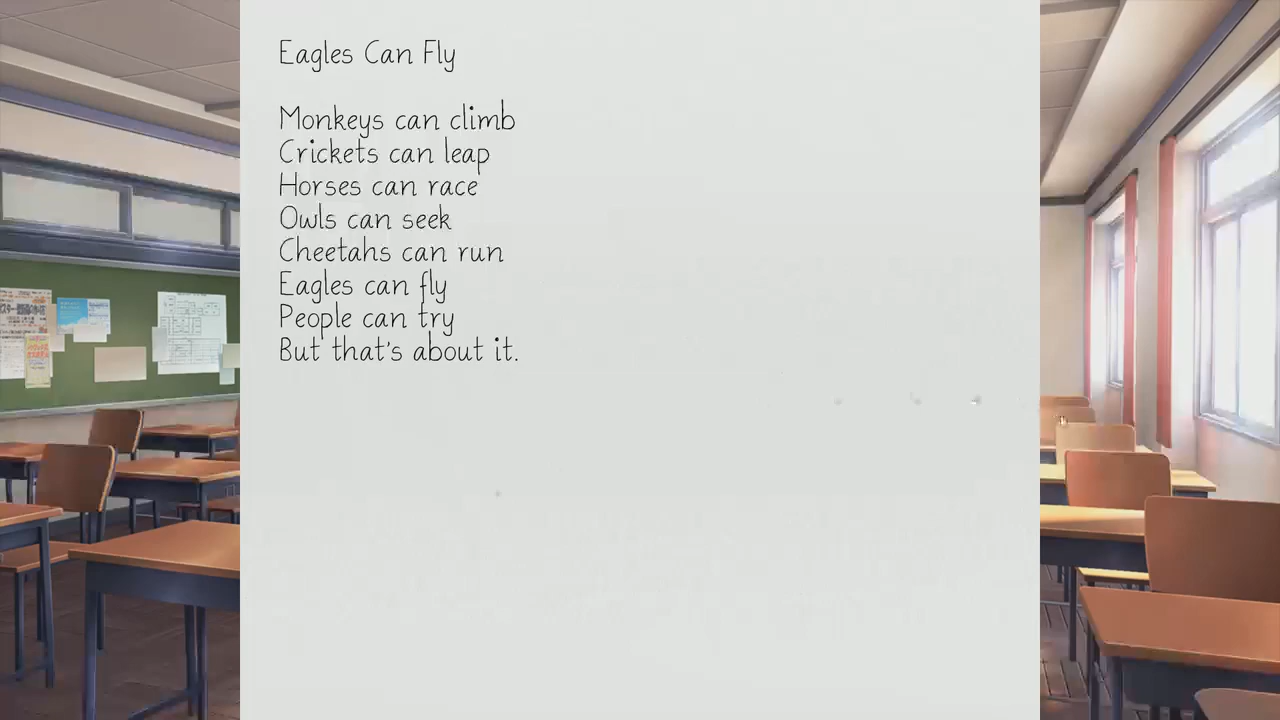 Eagles Can Fly
Monkeys can climb
Crickets can leap
Horses can race
Owls can seek
Cheetahs can run
Eagles can fly
People can try
But that's about it.